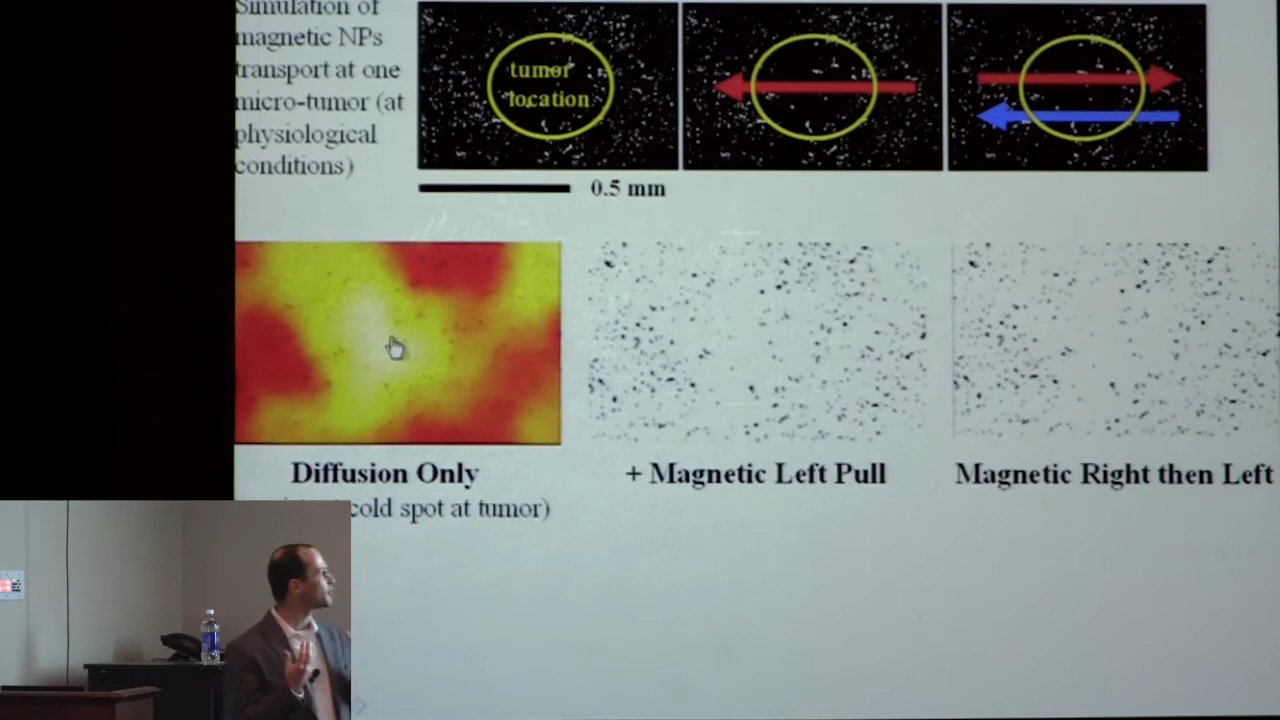 Simulation of
magnetic NPs
transport at one
micro-tumor (at
physiological
conditions)
tumor
location
0.5 mm
Diffusion Only
+ Magnetic Left Pull
Magnetic Right then Left
cold spot at tumor)